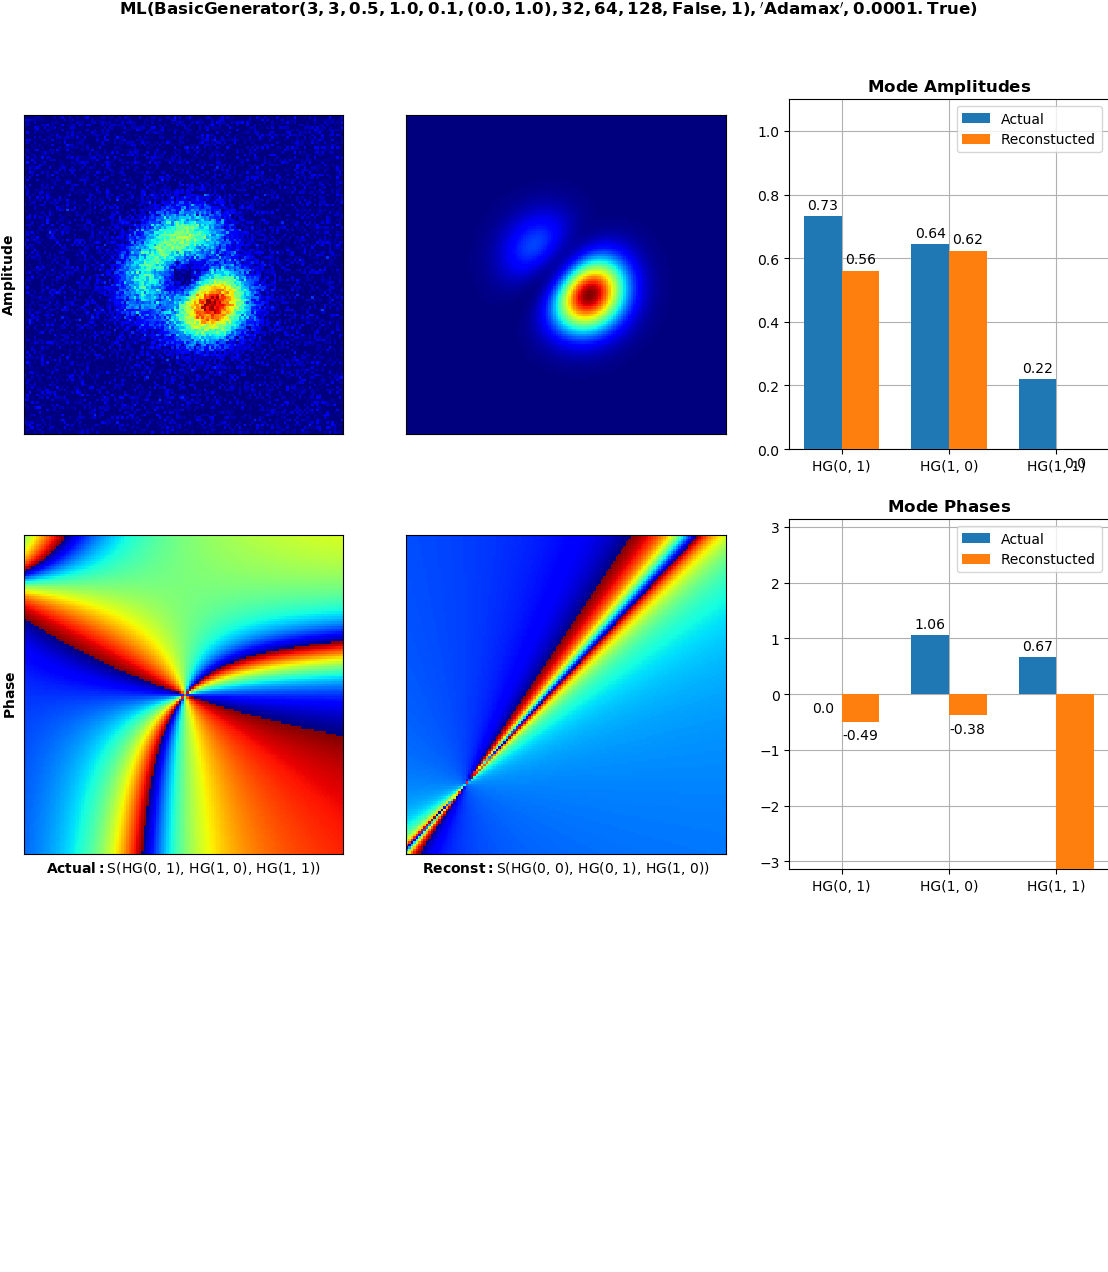 ML(BasicGenerator(3, 3, 0.5, 1.0, 0.1, (0.0, 1.0), 32, 64, 128, False, 1), 'Adamax', 0.0001. True)
Amplitude
Mode Amplitudes
Actual
Reconstucted
1.0
0.8
0.6
0.4
0.2
0.0
0.73
0.56
0.64
0.62
0.22
0.0
HG(0, 1)
HG(1, 0)
HG(1, 1)
Phase
Actual: S(HG(0, 1), HG(1, 0), HG(1, 1))
Reconst: S(HG(0, 0), HG(0, 1), HG(1, 0))
Mode Phases
Actual
Reconstucted
3
2
1
0
−1
−2
−3
0.0
-0.49
1.06
-0.38
0.67
HG(0, 1)
HG(1, 0)
HG(1, 1)